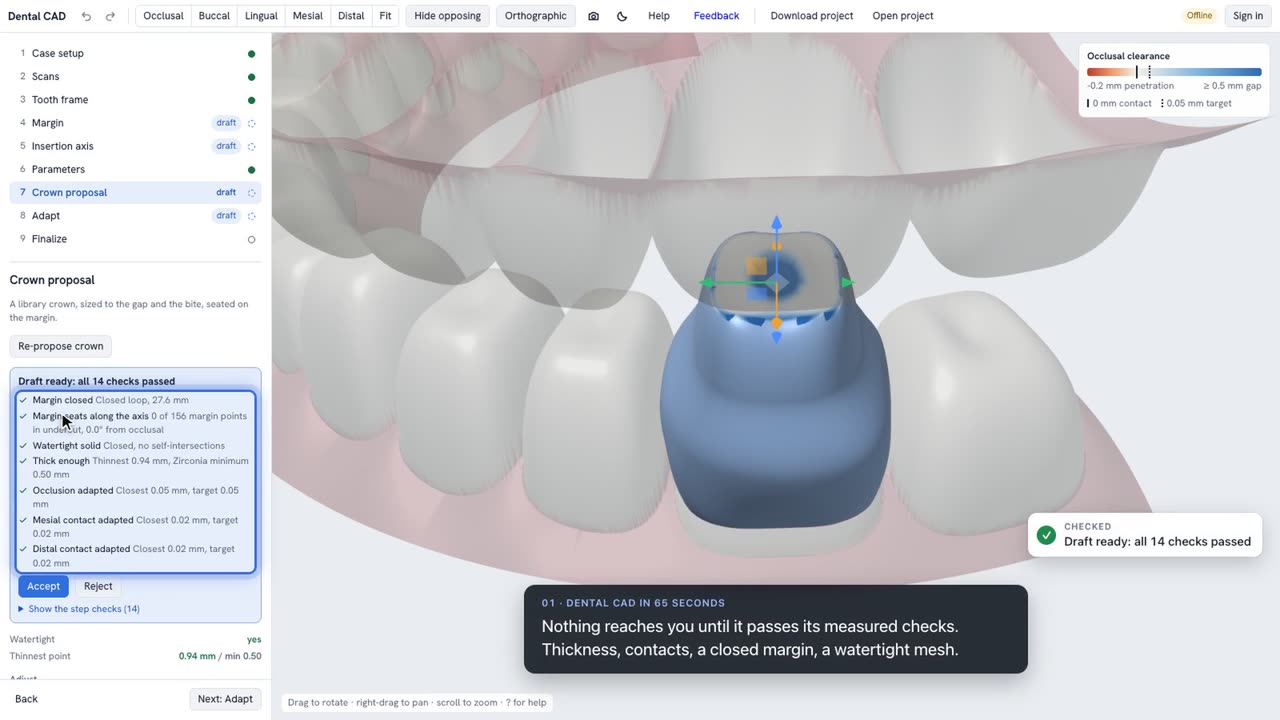 Dental CAD
Occlusal Buccal Lingual Mesial Distal Fit
Hide opposing
Orthographic
Help
Feedback
Download project
Open project
Offline
Sign in
1 Case setup
2 Scans
3 Tooth frame
4 Margin draft
5 Insertion axis draft
6 Parameters
7 Crown proposal draft
8 Adapt draft
9 Finalize
Crown proposal
A library crown, sized to the gap and the bite, seated on
the margin.
Re-propose crown
Draft ready: all 14 checks passed
✓ Margin closed Closed loop, 27.6 mm
✓ Margin seats along the axis 0 of 156 margin points
in undercut, 0.0° from occlusal
✓ Watertight solid Closed, no self-intersections
✓ Thick enough Thinnest 0.94 mm, Zirconia minimum
0.50 mm
✓ Occlusion adapted Closest 0.05 mm, target 0.05
mm
✓ Mesial contact adapted Closest 0.02 mm, target
0.02 mm
✓ Distal contact adapted Closest 0.02 mm, target
0.02 mm
Accept Reject
▶ Show the step checks (14)
Watertight yes
Thinnest point 0.94 mm / min 0.50
Back Next: Adapt
Occlusal clearance
-0.2 mm penetration ≥ 0.5 mm gap
0 mm contact 0.05 mm target
CHECKED
Draft ready: all 14 checks passed
01 · DENTAL CAD IN 65 SECONDS
Nothing reaches you until it passes its measured checks.
Thickness, contacts, a closed margin, a watertight mesh.
Drag to rotate · right-drag to pan · scroll to zoom · ? for help